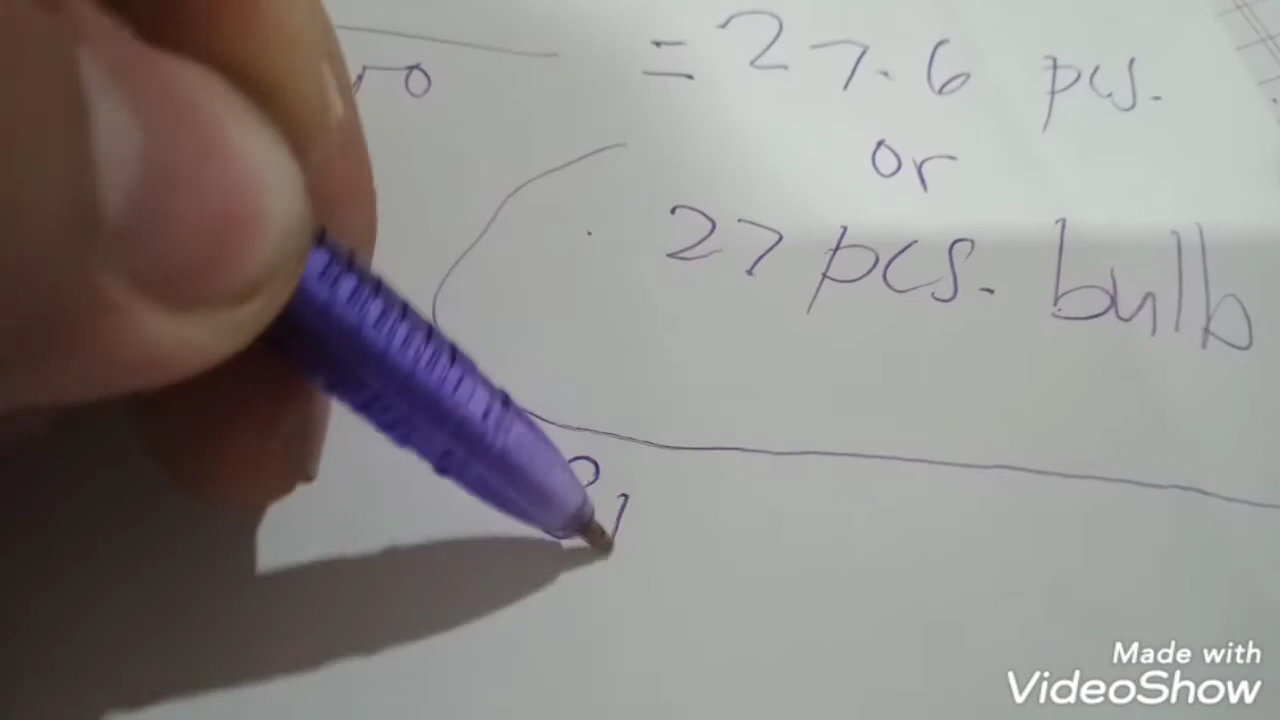 = 27.6 pcs.
or
27 pcs. bulb
Made with
VideoShow